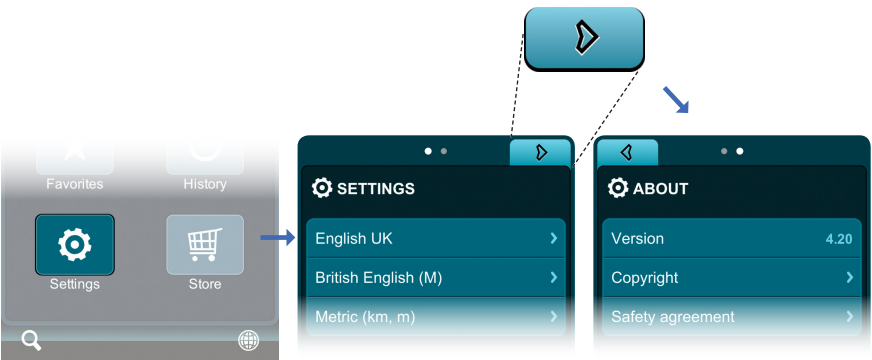 Favorites
History
Settings
Store
SETTINGS
English UK
British English (M)
Metric (km, m)
ABOUT
Version 4.20
Copyright
Safety agreement